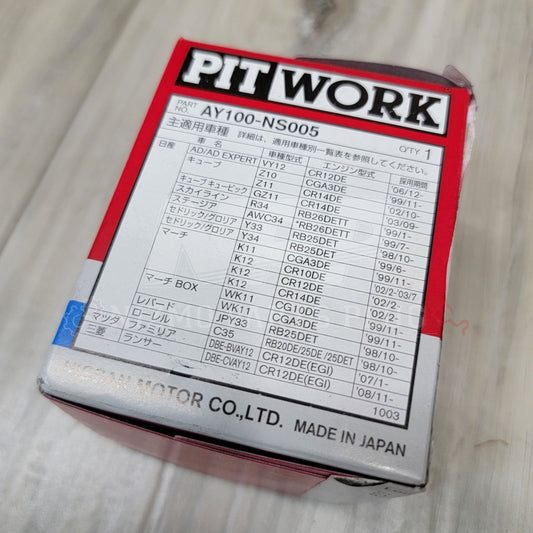 PIT WORK
PART NO. AY100-NS005
主適用車種 詳細は、適用車種別一覧表を参照してください。 Q'TY 1
車名 車種型式 エンジン型式 採用期間
日産 AD/AD EXPERT VY12 CR12DE '06/12-
キューブ Z10 CGA3DE '99/11-
Z11 CR14DE '02/10-
キューブ キュービック GZ11 CR14DE '03/09-
スカイライン R34 RB26DETT '99/1-
ステージア AWC34 *RB26DETT '99/7-
セドリック/グロリア Y33 RB25DET '98/10-
セドリック/グロリア Y34 RB25DET '99/6-
マーチ K11 CGA3DE '99/11-
K12 CR10DE '02/2-'03/7
K12 CR12DE '02/2-
K12 CR14DE '02/2-
マーチ BOX WK11 CG10DE '99/11-
WK11 CGA3DE '99/11-
レパード JPY33 RB25DET '98/10-
ローレル C35 RB20DE/25DE/25DET '98/10-
マツダ ファミリア DBE-BVAY12 CR12DE(EGI) '07/1-
三菱 ランサー DBE-CVAY12 CR12DE(EGI) '08/11-
1003
NISSAN MOTOR CO.,LTD. MADE IN JAPAN